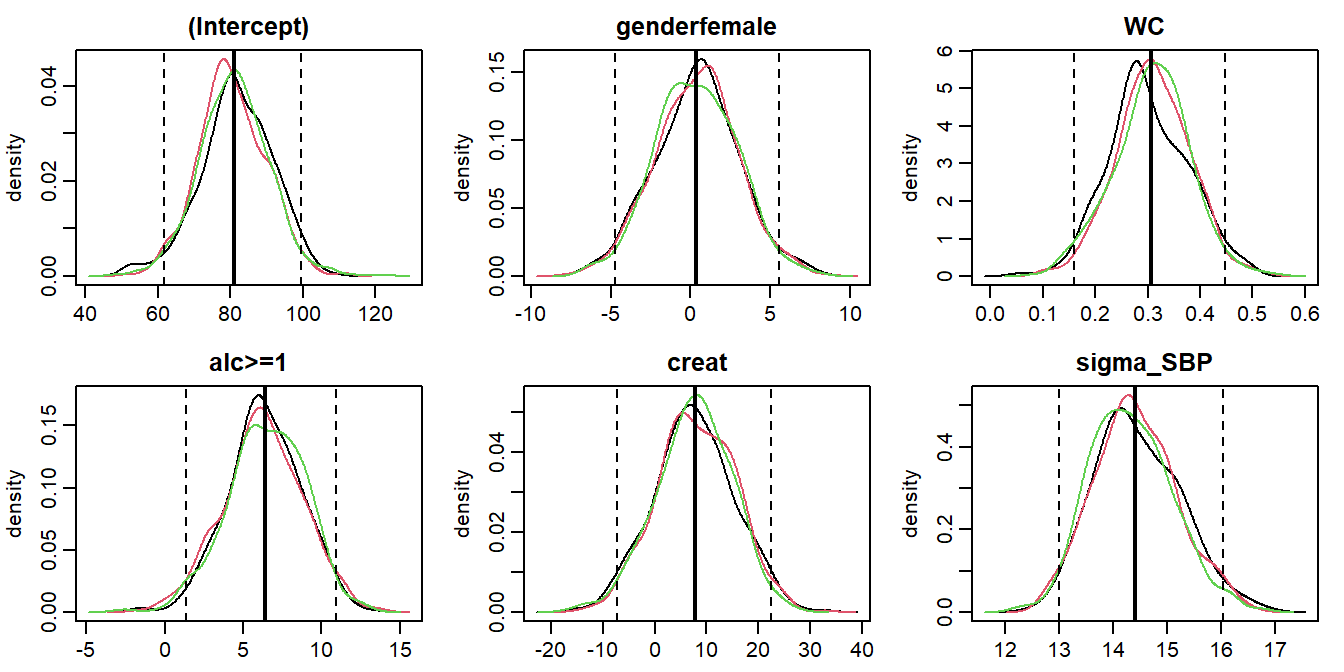 (Intercept) genderfemale WC
density 0.00 0.02 0.04 density 0.00 0.05 0.10 0.15 density 0 1 2 3 4 5 6
40 60 80 100 120 -10 -5 0 5 10 0.0 0.1 0.2 0.3 0.4 0.5 0.6
alc>=1 creat sigma_SBP
density 0.00 0.05 0.10 0.15 density 0.00 0.02 0.04 density 0.0 0.2 0.4
-5 0 5 10 15 -20 -10 0 10 20 30 40 12 13 14 15 16 17